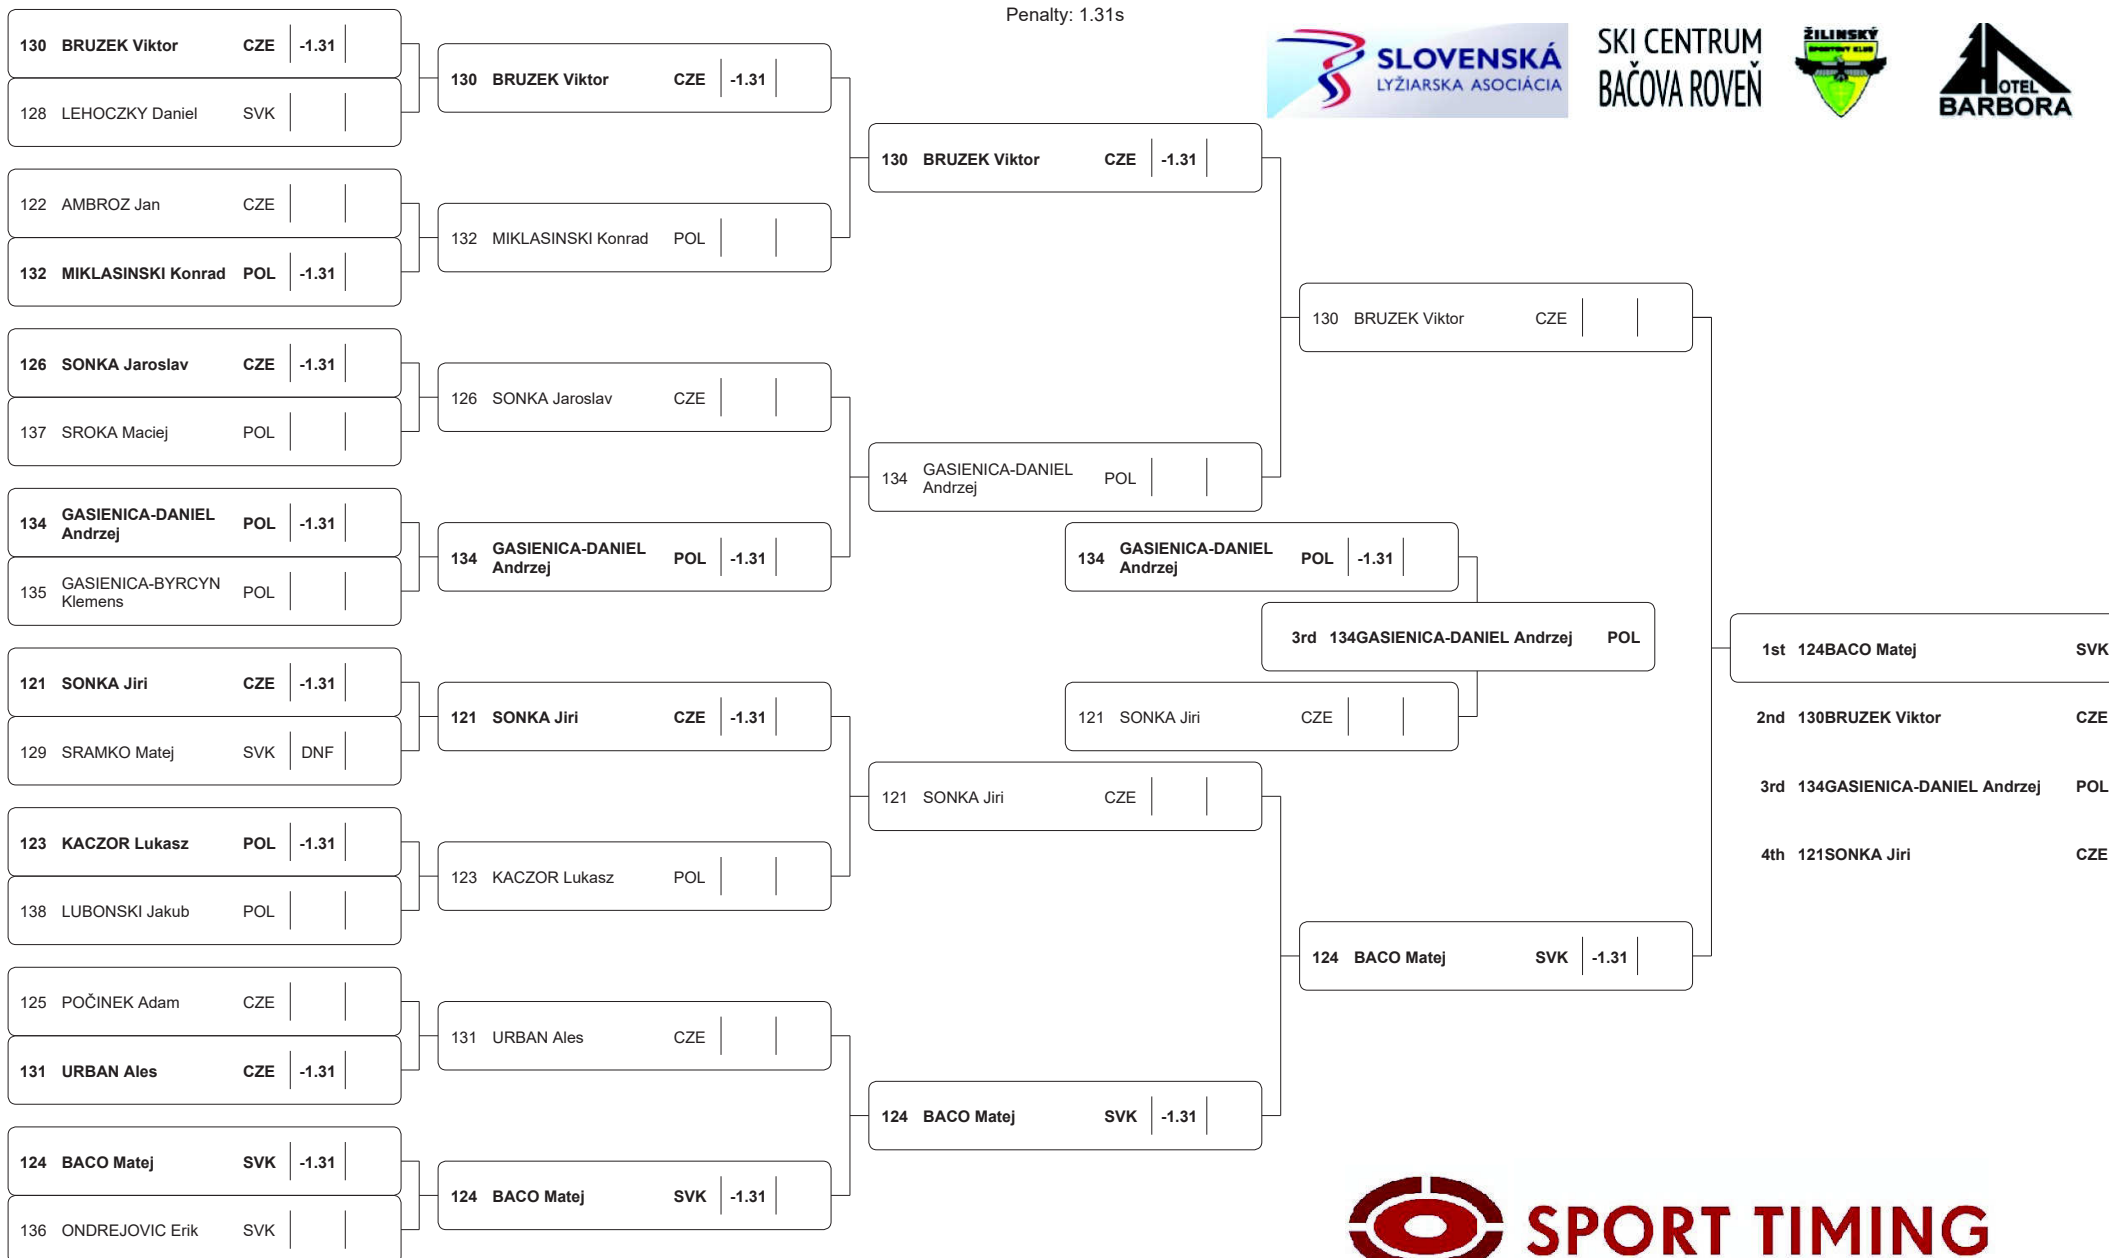 Penalty: 1.31s
SLOVENSKÁ
LYŽIARSKA ASOCIÁCIA
SKI CENTRUM
BAČOVA ROVEŇ
ŽILINSKÝ
SPORTOVÝ KLUB
HOTEL
BARBORA
130 BRUZEK Viktor CZE -1.31
128 LEHOCZKY Daniel SVK
122 AMBROZ Jan CZE
132 MIKLASINSKI Konrad POL -1.31
126 SONKA Jaroslav CZE -1.31
137 SROKA Maciej POL
134 GASIENICA-DANIEL
Andrzej POL -1.31
135 GASIENICA-BYRCYN
Klemens POL
121 SONKA Jiri CZE -1.31
129 SRAMKO Matej SVK DNF
123 KACZOR Lukasz POL -1.31
138 LUBONSKI Jakub POL
125 POČINEK Adam CZE
131 URBAN Ales CZE -1.31
124 BACO Matej SVK -1.31
136 ONDREJOVIC Erik SVK
130 BRUZEK Viktor CZE -1.31
132 MIKLASINSKI Konrad POL
126 SONKA Jaroslav CZE
134 GASIENICA-DANIEL
Andrzej POL -1.31
121 SONKA Jiri CZE -1.31
123 KACZOR Lukasz POL
131 URBAN Ales CZE
124 BACO Matej SVK -1.31
130 BRUZEK Viktor CZE -1.31
134 GASIENICA-DANIEL
Andrzej POL
121 SONKA Jiri CZE
124 BACO Matej SVK -1.31
134 GASIENICA-DANIEL
Andrzej POL -1.31
3rd 134GASIENICA-DANIEL Andrzej POL
121 SONKA Jiri CZE
130 BRUZEK Viktor CZE
124 BACO Matej SVK -1.31
1st 124BACO Matej SVK
2nd 130BRUZEK Viktor CZE
3rd 134GASIENICA-DANIEL Andrzej POL
4th 121SONKA Jiri CZE
SPORT TIMING